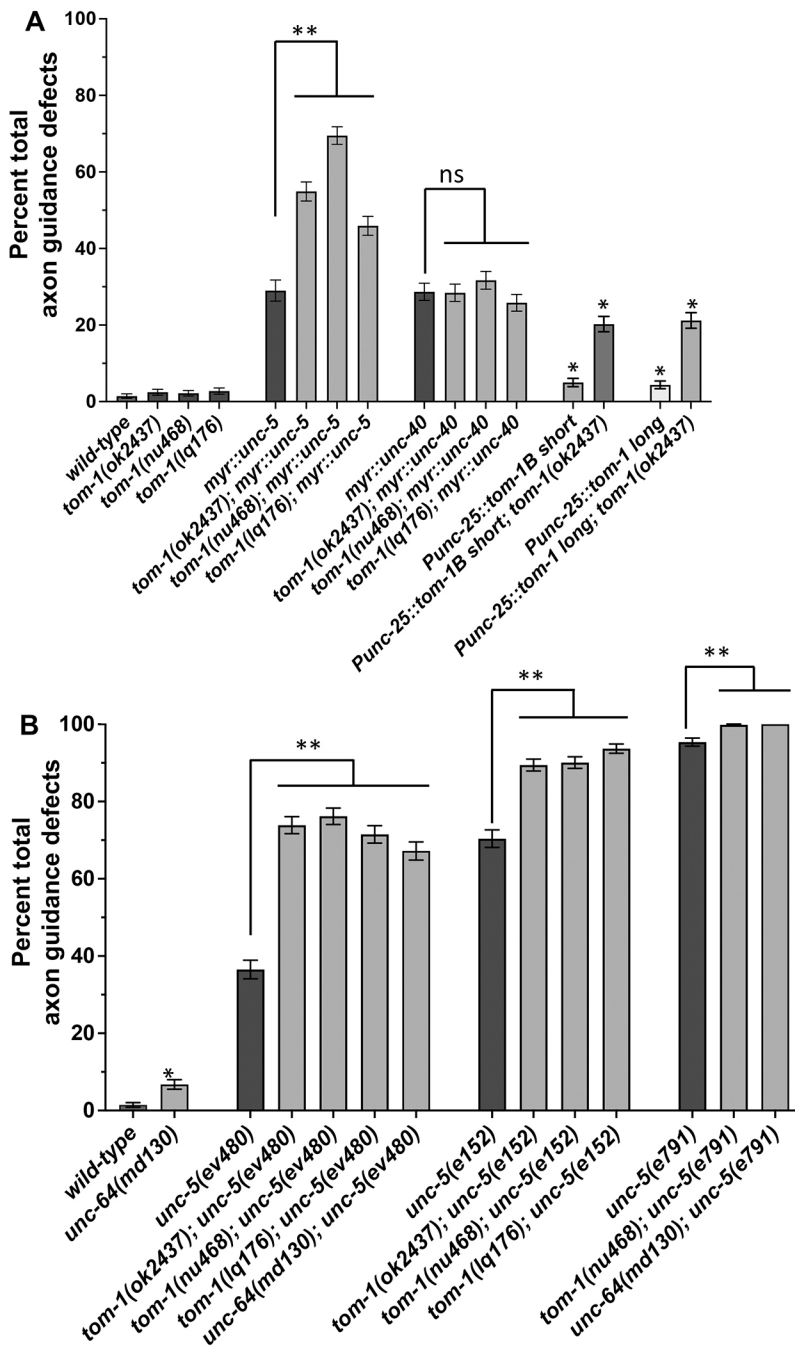 A
Percent total
axon guidance defects
100
80
60
40
20
0
**
ns
*
*
*
*
wild-type
tom-1(ok2437)
tom-1(nu468)
tom-1(lq176)
myr::unc-5
tom-1(ok2437); myr::unc-5
tom-1(nu468); myr::unc-5
tom-1(lq176); myr::unc-5
myr::unc-40
tom-1(ok2437); myr::unc-40
tom-1(nu468); myr::unc-40
tom-1(lq176); myr::unc-40
Punc-25::tom-1B short
Punc-25::tom-1B short; tom-1(ok2437)
Punc-25::tom-1 long
Punc-25::tom-1 long; tom-1(ok2437)
B
Percent total
axon guidance defects
100
80
60
40
20
0
*
**
**
**
wild-type
unc-64(md130)
unc-5(ev480)
tom-1(ok2437); unc-5(ev480)
tom-1(nu468); unc-5(ev480)
tom-1(lq176); unc-5(ev480)
unc-64(md130); unc-5(ev480)
unc-5(e152)
tom-1(ok2437); unc-5(e152)
tom-1(nu468); unc-5(e152)
tom-1(lq176); unc-5(e152)
unc-5(e791)
tom-1(nu468); unc-5(e791)
unc-64(md130); unc-5(e791)